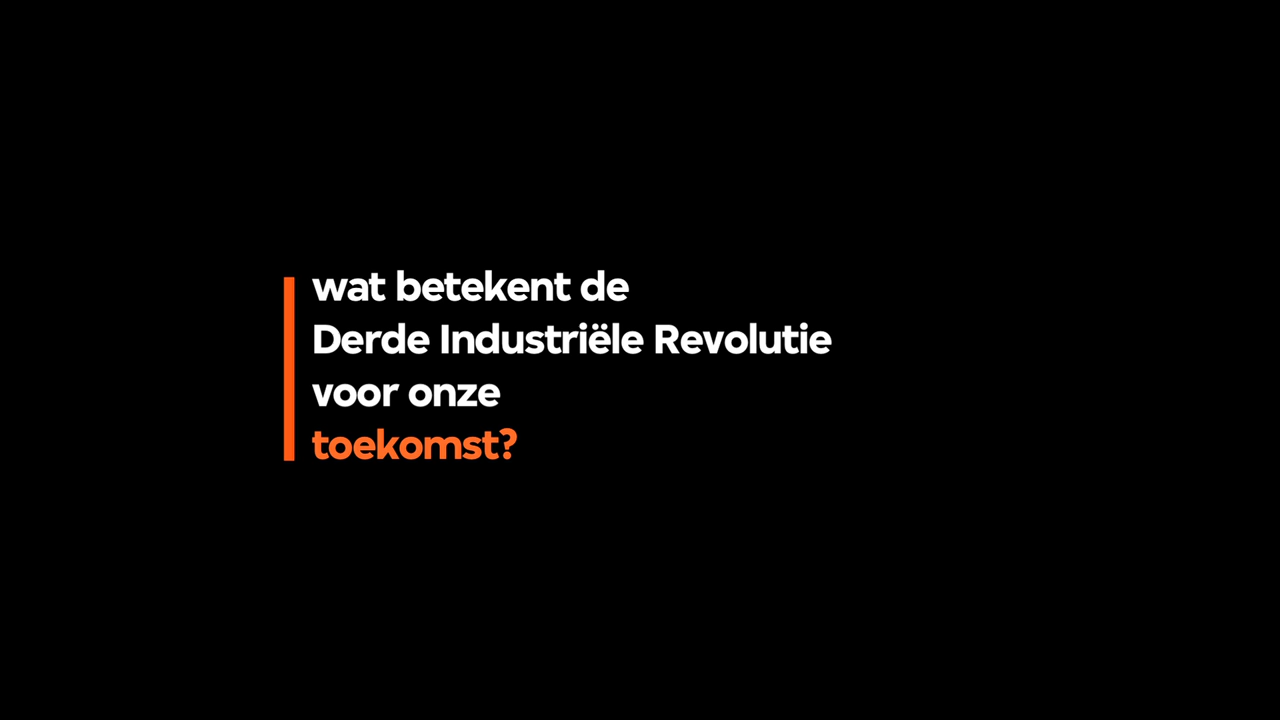 wat betekent de
Derde Industriële Revolutie
voor onze
toekomst?